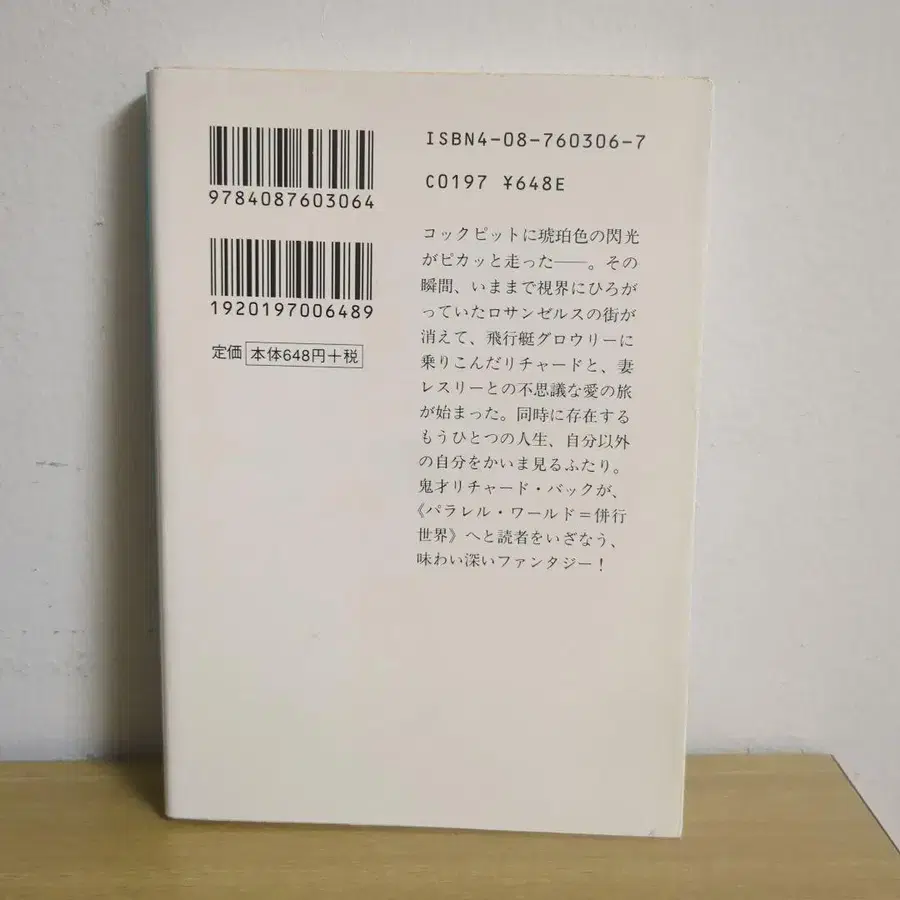 9784087603064
1920197006489
定価 本体648円+税
ISBN4-08-760306-7
C0197 ¥648E
コックピットに琥珀色の閃光
がピカッと走った――。その
瞬間、いままで視界にひろが
っていたロサンゼルスの街が
消えて、飛行艇グロウリーに
乗りこんだリチャードと、妻
レスリーとの不思議な愛の旅
が始まった。同時に存在する
もうひとつの人生、自分以外
の自分をかいま見るふたり。
鬼才リチャード・バックが、
《パラレル・ワールド=併行
世界》へと読者をいざなう、
味わい深いファンタジー!